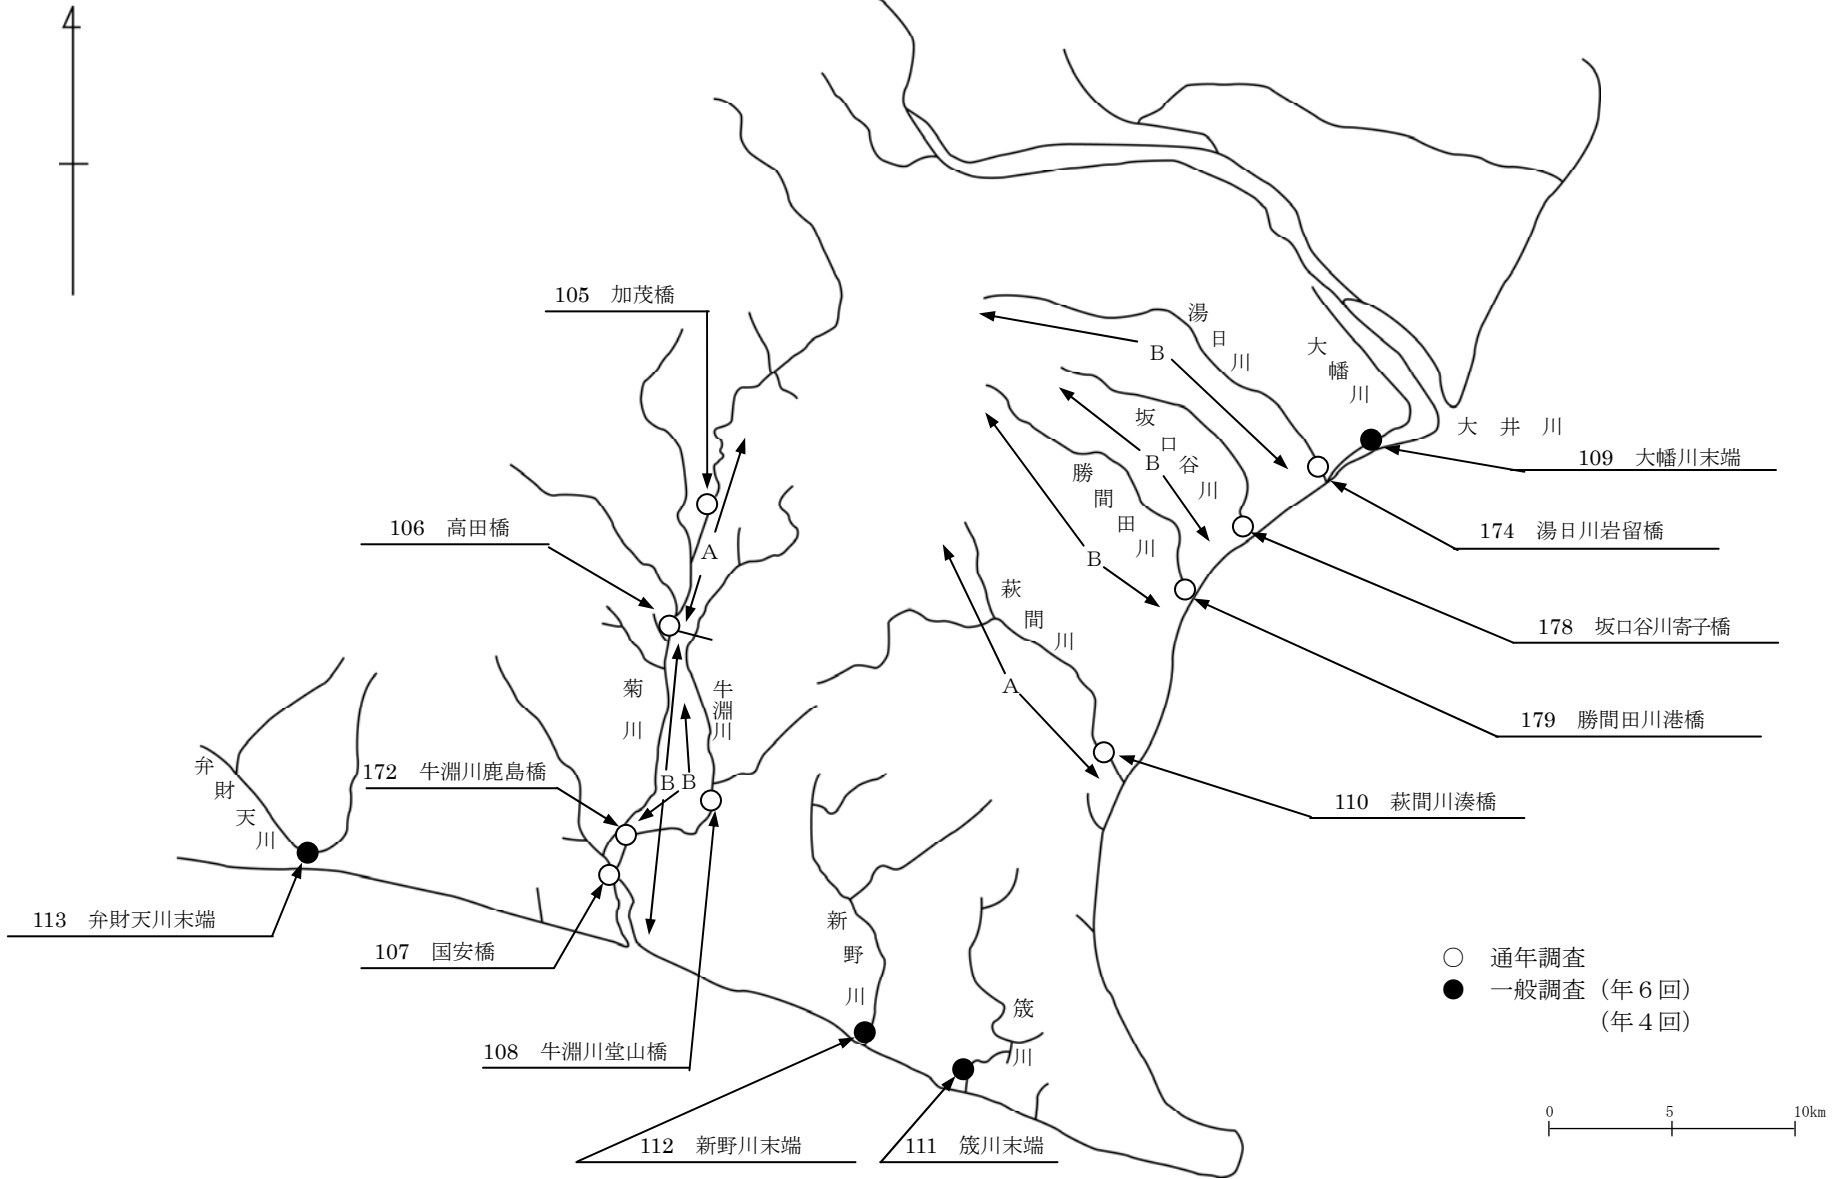 105 加茂橋
湯日川
大幡川
B
坂口谷川
B
大井川
109 大幡川末端
勝間田川
106 高田橋
174 湯日川岩留橋
A
B
萩間川
178 坂口谷川寄子橋
菊川
牛淵川
A
179 勝間田川港橋
弁財天川
172 牛淵川鹿島橋
B
B
110 萩間川湊橋
113 弁財天川末端
107 国安橋
新野川
○ 通年調査
● 一般調査（年６回）
（年４回）
筬川
108 牛淵川堂山橋
112 新野川末端
111 筬川末端
0 5 10km